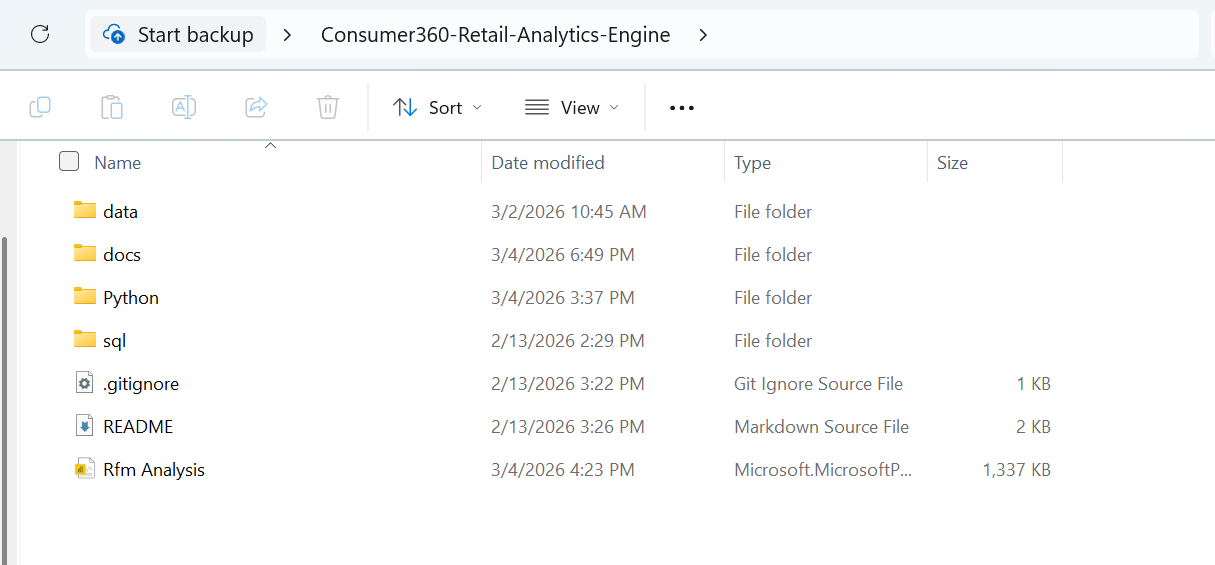 Start backup > Consumer360-Retail-Analytics-Engine >
Sort View
Name Date modified Type Size
data 3/2/2026 10:45 AM File folder
docs 3/4/2026 6:49 PM File folder
Python 3/4/2026 3:37 PM File folder
sql 2/13/2026 2:29 PM File folder
.gitignore 2/13/2026 3:22 PM Git Ignore Source File 1 KB
README 2/13/2026 3:26 PM Markdown Source File 2 KB
Rfm Analysis 3/4/2026 4:23 PM Microsoft.MicrosoftP... 1,337 KB